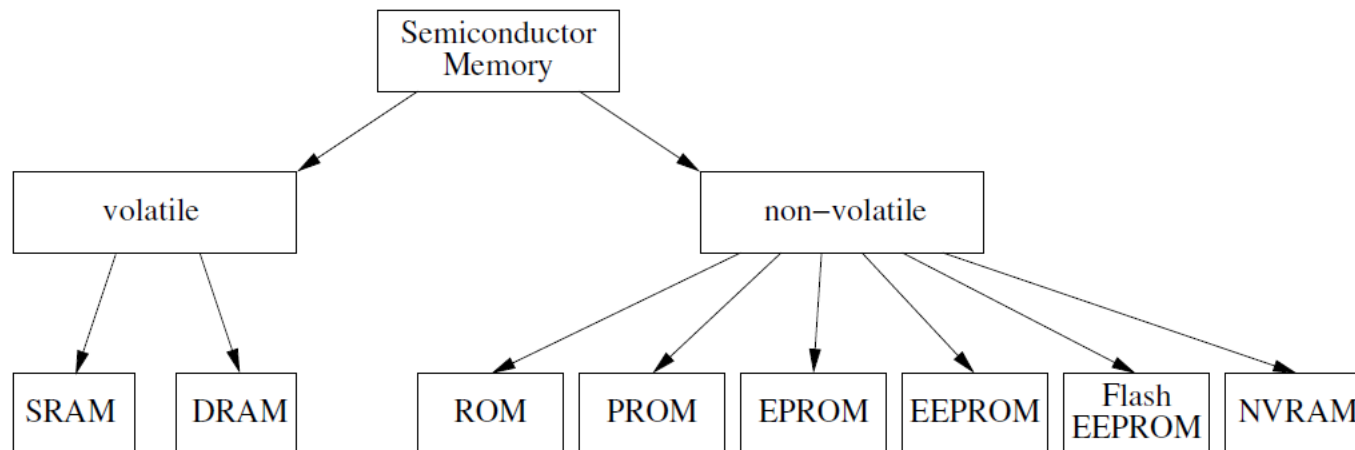 Semiconductor
Memory
volatile
non−volatile
SRAM
DRAM
ROM
PROM
EPROM
EEPROM
Flash
EEPROM
NVRAM